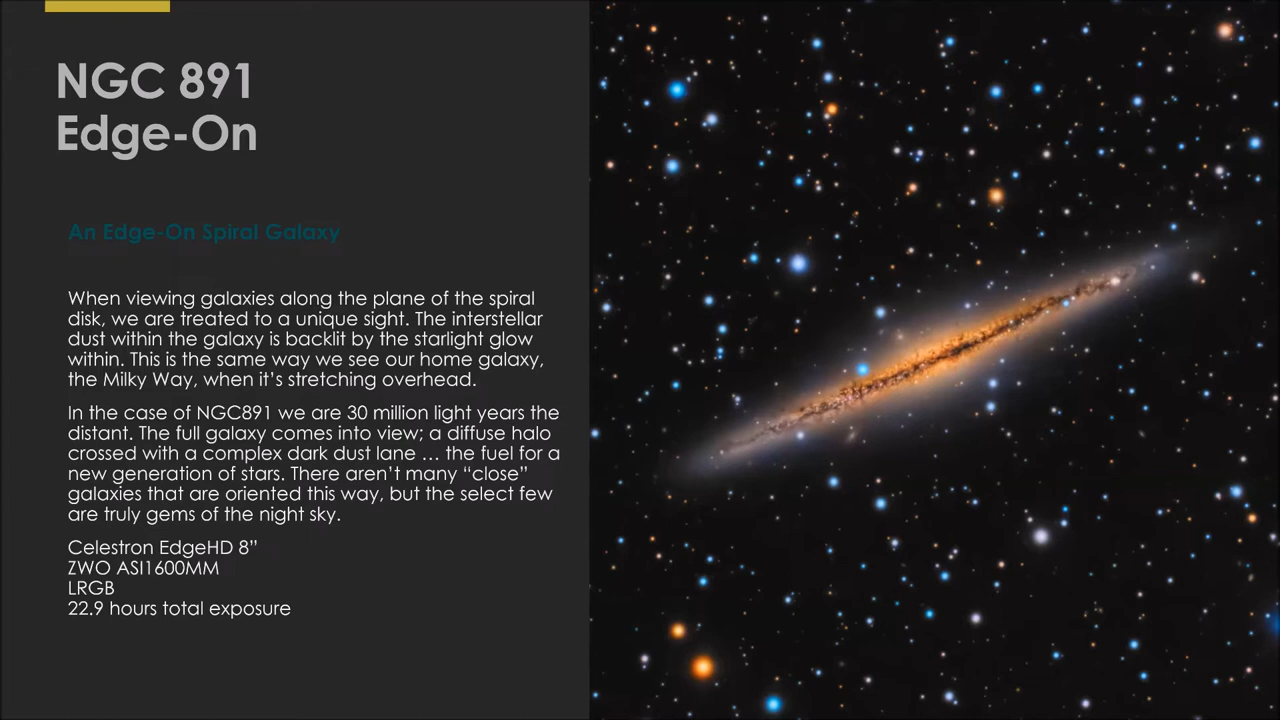 NGC 891
Edge-On
An Edge-On Spiral Galaxy
When viewing galaxies along the plane of the spiral
disk, we are treated to a unique sight. The interstellar
dust within the galaxy is backlit by the starlight glow
within. This is the same way we see our home galaxy,
the Milky Way, when it’s stretching overhead.
In the case of NGC891 we are 30 million light years the
distant. The full galaxy comes into view; a diffuse halo
crossed with a complex dark dust lane … the fuel for a
new generation of stars. There aren’t many “close”
galaxies that are oriented this way, but the select few
are truly gems of the night sky.
Celestron EdgeHD 8”
ZWO ASI1600MM
LRGB
22.9 hours total exposure